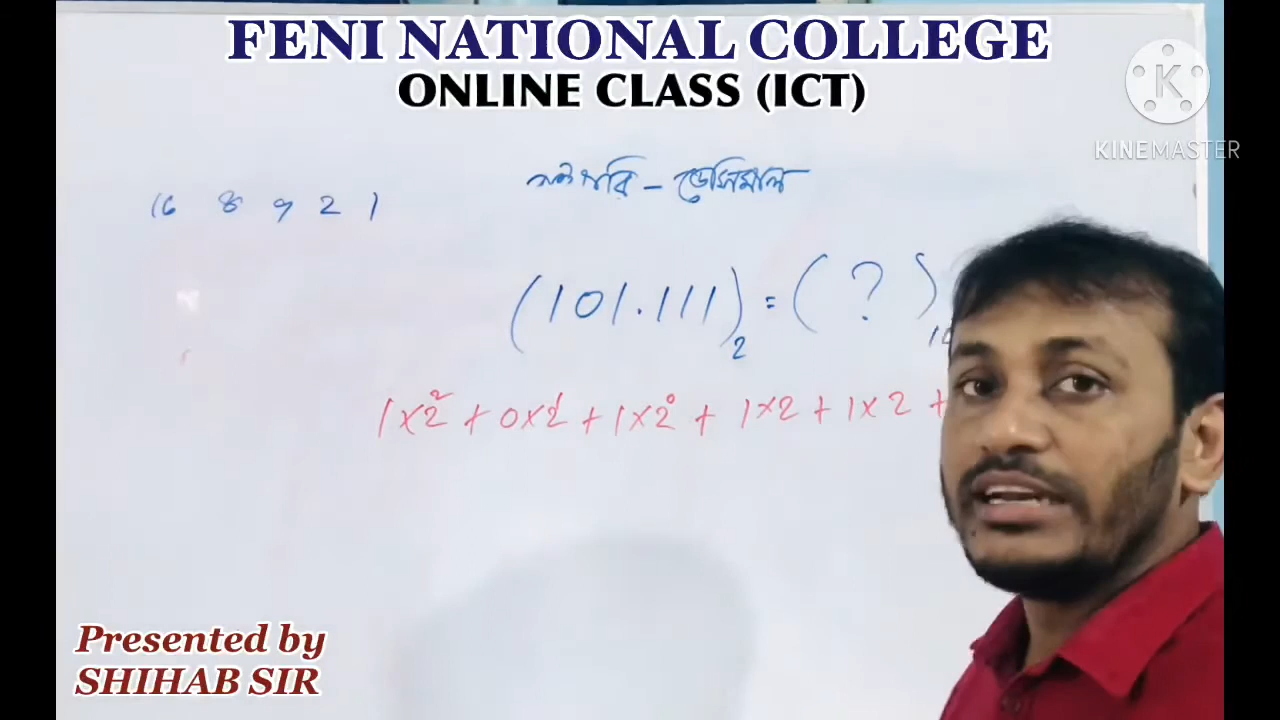 FENI NATIONAL COLLEGE
ONLINE CLASS (ICT)
K
KINEMASTER
বাইনারি - ডেসিমাল
16 8 4 2 1
(101.111)₂ = ( ? )₁₀
1×2² + 0×2¹ + 1×2⁰ + 1×2 + 1×2 +
Presented by
SHIHAB SIR